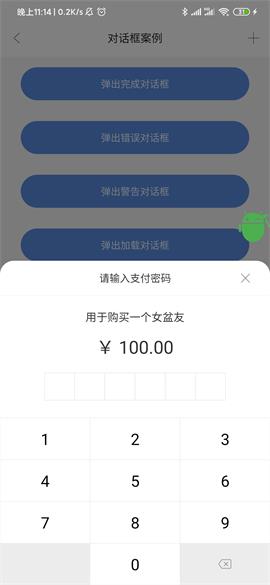 晚上11:14 | 0.2K/s
31
对话框案例
弹出完成对话框
弹出错误对话框
弹出警告对话框
弹出加载对话框
请输入支付密码
用于购买一个女盆友
¥ 100.00
1 2 3
4 5 6
7 8 9
0